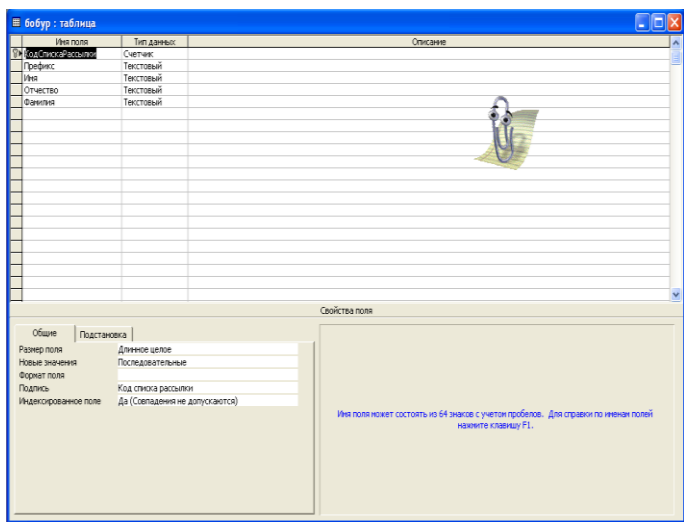 бобур : таблица
Имя поля Тип данных Описание
КодСпискаРассылки Счетчик
Префикс Текстовый
Имя Текстовый
Отчество Текстовый
Фамилия Текстовый
Свойства поля
Общие Подстановка
Размер поля Длинное целое
Новые значения Последовательные
Формат поля
Подпись Код списка рассылки
Индексированное поле Да (Совпадения не допускаются)
Имя поля может состоять из 64 знаков с учетом пробелов. Для справки по именам полей
нажмите клавишу F1.